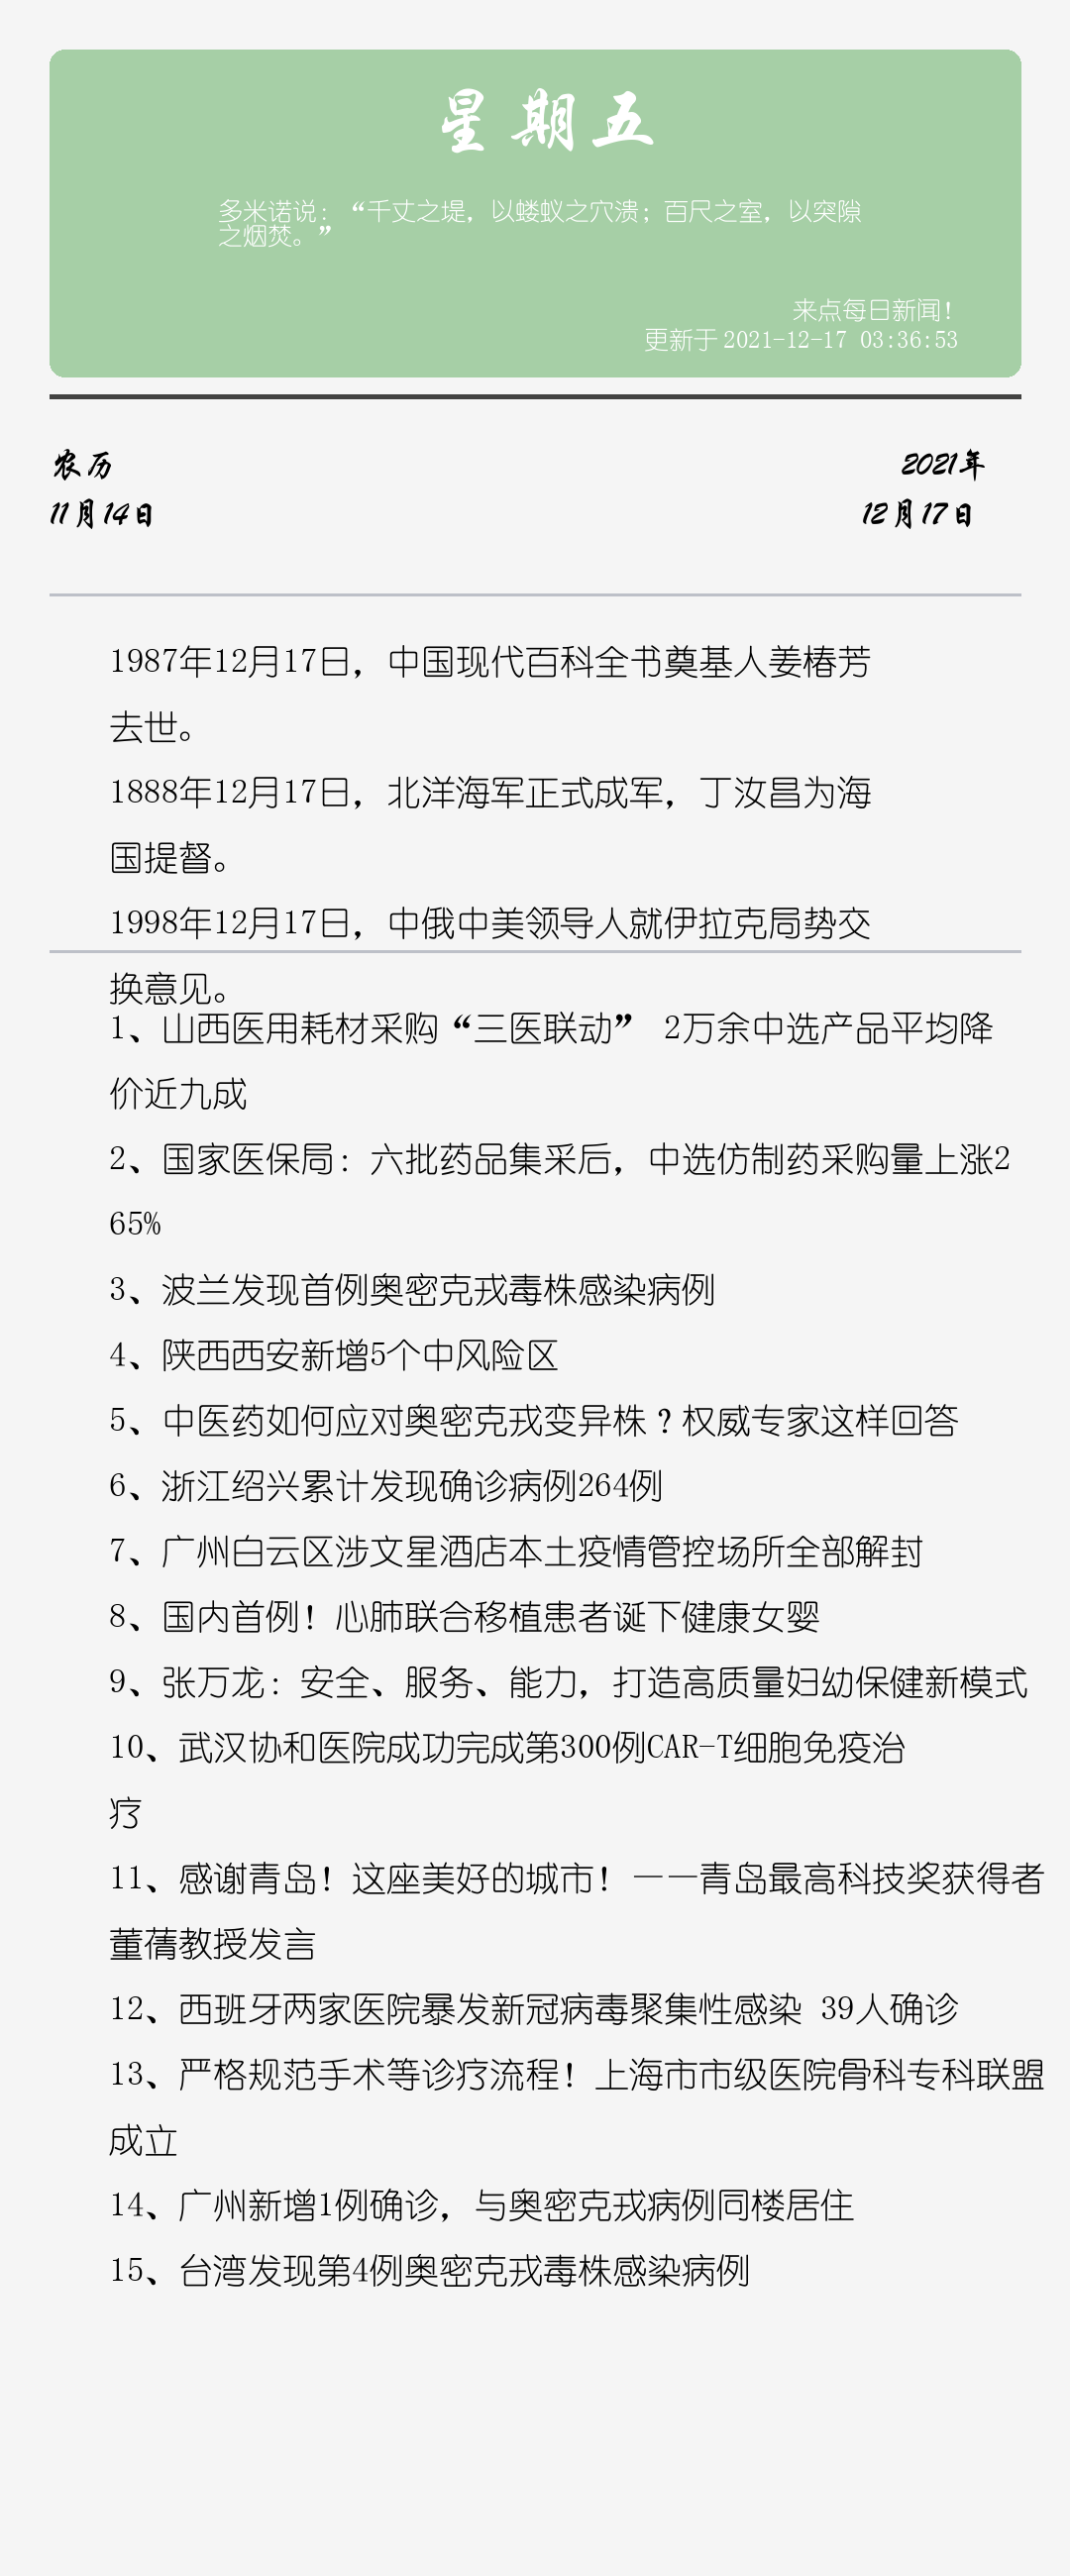 星期五
多米诺说：“千丈之堤，以蝼蚁之穴溃；百尺之室，以突隙
之烟焚。”
来点每日新闻！
更新于 2021-12-17 03:36:53
农历
2021年
11月14日
12月17日
1987年12月17日，中国现代百科全书奠基人姜椿芳
去世。
1888年12月17日，北洋海军正式成军，丁汝昌为海
国提督。
1998年12月17日，中俄中美领导人就伊拉克局势交
换意见。
1、山西医用耗材采购“三医联动” 2万余中选产品平均降
价近九成
2、国家医保局：六批药品集采后，中选仿制药采购量上涨2
65%
3、波兰发现首例奥密克戎毒株感染病例
4、陕西西安新增5个中风险区
5、中医药如何应对奥密克戎变异株？权威专家这样回答
6、浙江绍兴累计发现确诊病例264例
7、广州白云区涉文星酒店本土疫情管控场所全部解封
8、国内首例！心肺联合移植患者诞下健康女婴
9、张万龙：安全、服务、能力，打造高质量妇幼保健新模式
10、武汉协和医院成功完成第300例CAR-T细胞免疫治
疗
11、感谢青岛！这座美好的城市！——青岛最高科技奖获得者
董蒨教授发言
12、西班牙两家医院暴发新冠病毒聚集性感染 39人确诊
13、严格规范手术等诊疗流程！上海市市级医院骨科专科联盟
成立
14、广州新增1例确诊，与奥密克戎病例同楼居住
15、台湾发现第4例奥密克戎毒株感染病例